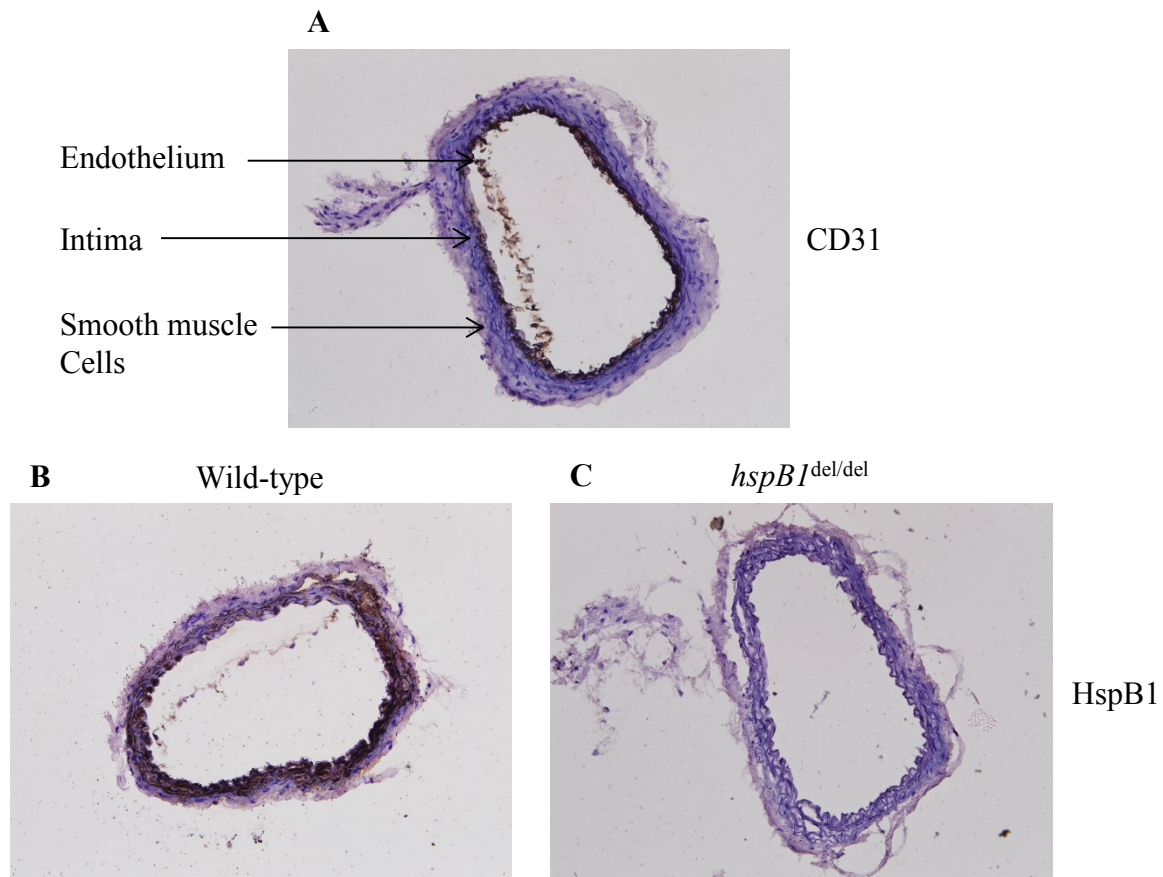 A
Endothelium
Intima
Smooth muscle
Cells
CD31
B
Wild-type
C
hspB1del/del
HspB1